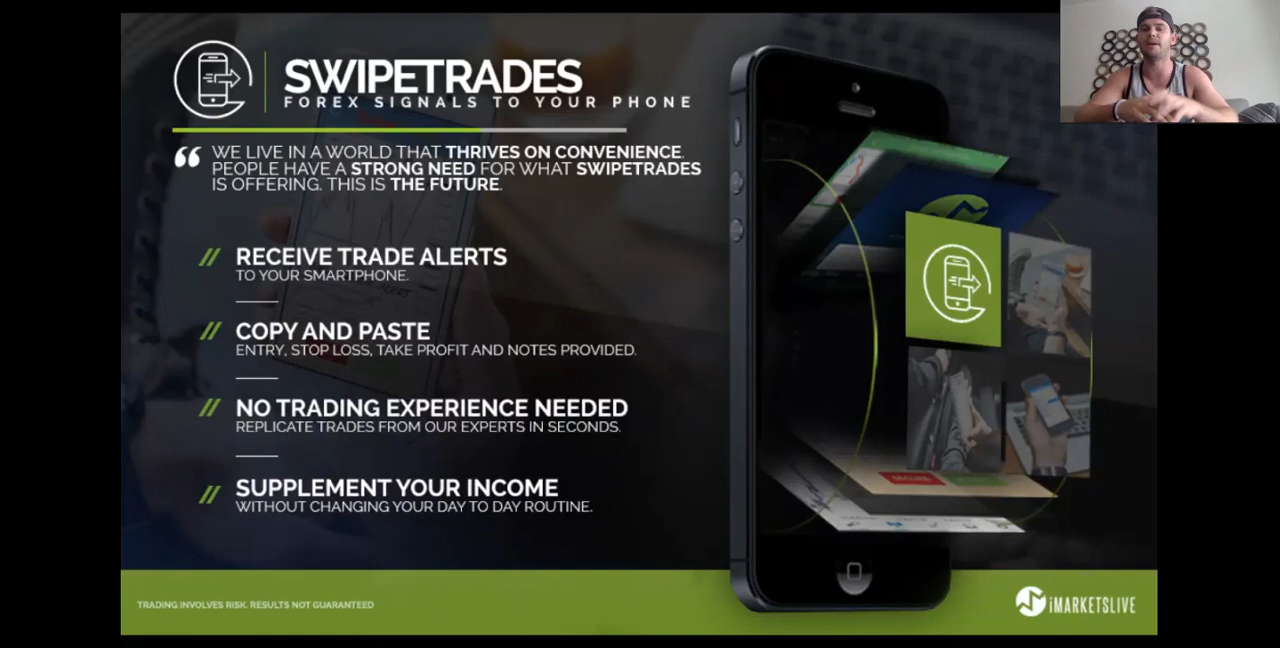 SWIPETRADES
FOREX SIGNALS TO YOUR PHONE
“ WE LIVE IN A WORLD THAT THRIVES ON CONVENIENCE.
PEOPLE HAVE A STRONG NEED FOR WHAT SWIPETRADES
IS OFFERING. THIS IS THE FUTURE.
// RECEIVE TRADE ALERTS
TO YOUR SMARTPHONE.
// COPY AND PASTE
ENTRY, STOP LOSS, TAKE PROFIT AND NOTES PROVIDED.
// NO TRADING EXPERIENCE NEEDED
REPLICATE TRADES FROM OUR EXPERTS IN SECONDS.
// SUPPLEMENT YOUR INCOME
WITHOUT CHANGING YOUR DAY TO DAY ROUTINE.
TRADING INVOLVES RISK. RESULTS NOT GUARANTEED
iMARKETSLIVE